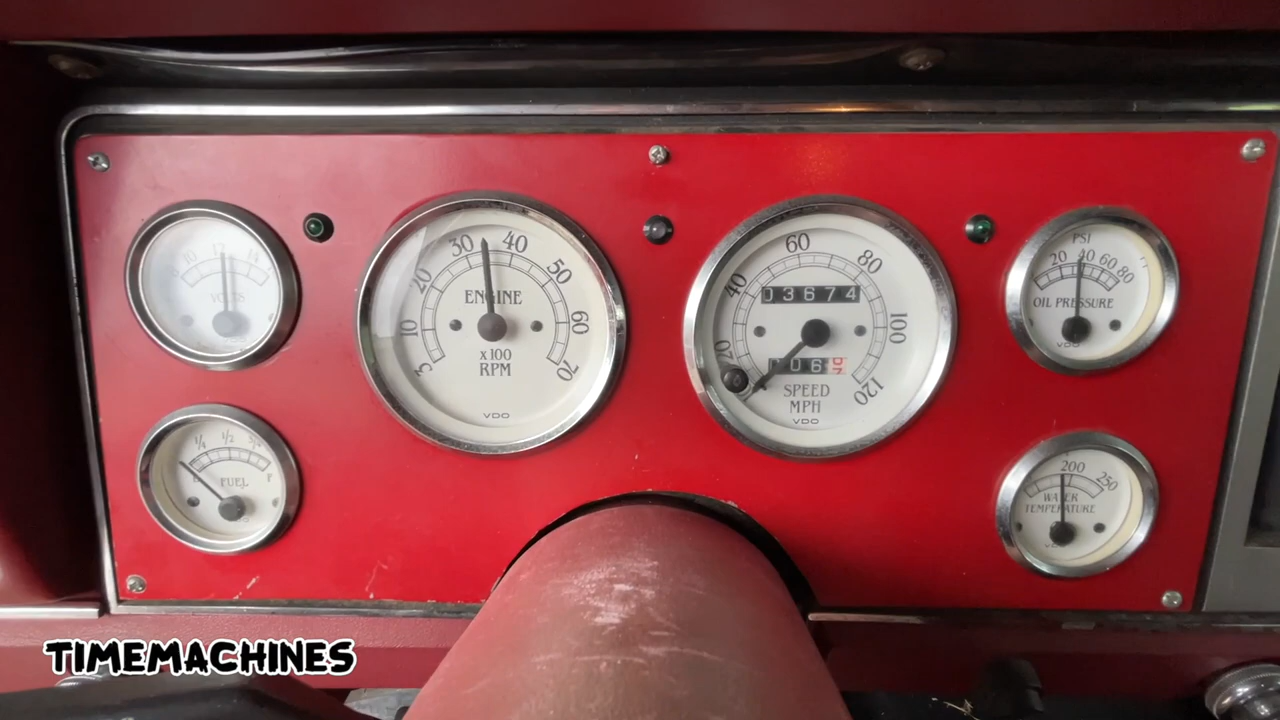 10 12 14
VOLTS
10 20 30 40 50 60 70
ENGINE
x100
RPM
VDO
20 40 60 80 100 120
03674
SPEED
MPH
VDO
PSI
20 40 60 80
OIL PRESSURE
VDO
1/4 1/2 3/4
F
FUEL
200 250
WATER
TEMPERATURE
TIMEMACHINES